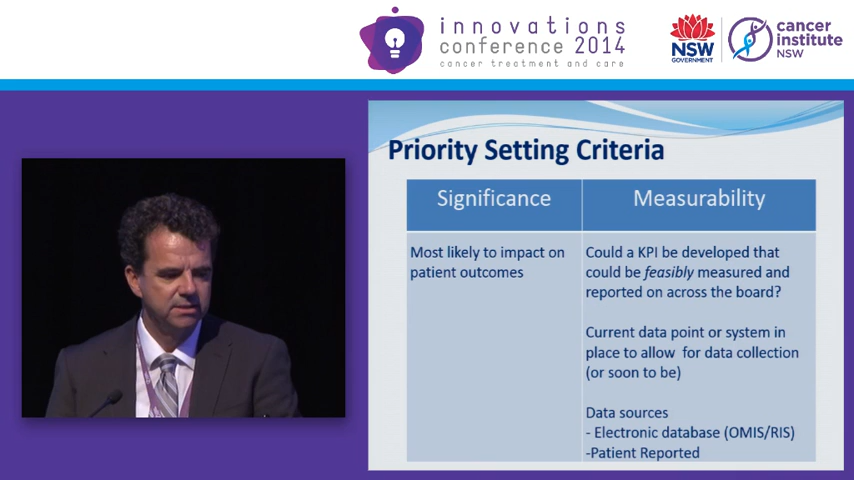 innovations
conference 2014
cancer treatment and care
NSW
GOVERNMENT
cancer
institute
NSW
Priority Setting Criteria
Significance
Measurability
Most likely to impact on
patient outcomes
Could a KPI be developed that
could be feasibly measured and
reported on across the board?
Current data point or system in
place to allow for data collection
(or soon to be)
Data sources
- Electronic database (OMIS/RIS)
-Patient Reported